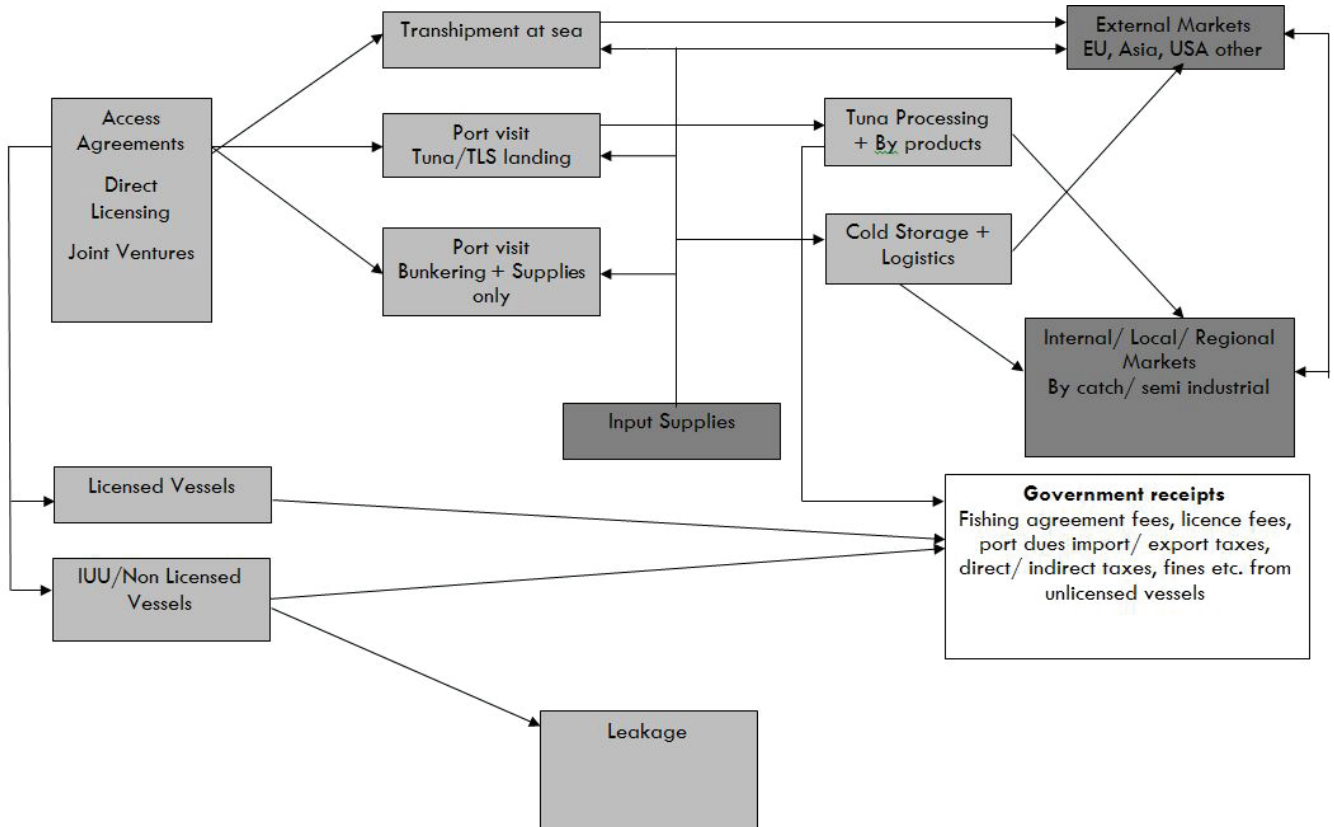 Transhipment at sea
External Markets
EU, Asia, USA other
Access
Agreements
Direct
Licensing
Joint Ventures
Port visit
Tuna/TLS landing
Tuna Processing
+ By products
Port visit
Bunkering + Supplies
only
Cold Storage +
Logistics
Internal/ Local/ Regional
Markets
By catch/ semi industrial
Input Supplies
Licensed Vessels
Government receipts
Fishing agreement fees, licence fees,
port dues import/ export taxes,
direct/ indirect taxes, fines etc. from
unlicensed vessels
IUU/Non Licensed
Vessels
Leakage